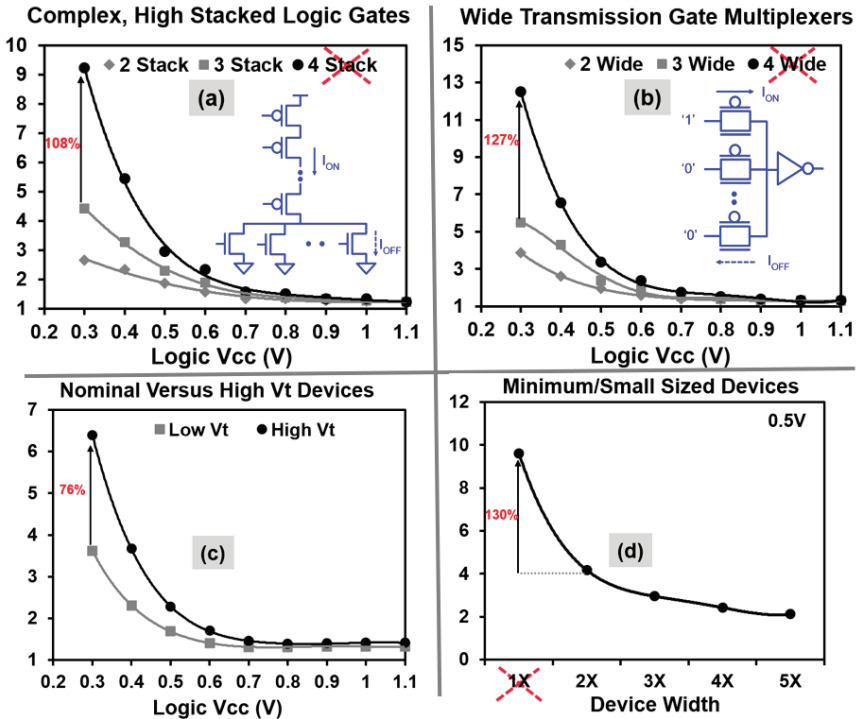 Complex, High Stacked Logic Gates
10
9
8
7
6
5
4
3
2
1
2 Stack 3 Stack 4 Stack
(a)
108%
I_ON
I_OFF
0.2 0.3 0.4 0.5 0.6 0.7 0.8 0.9 1 1.1
Logic Vcc (V)
Wide Transmission Gate Multiplexers
15
13
11
9
7
5
3
1
2 Wide 3 Wide 4 Wide
(b)
127%
I_ON
'1'
'0'
'0'
I_OFF
0.2 0.3 0.4 0.5 0.6 0.7 0.8 0.9 1 1.1
Logic Vcc (V)
Nominal Versus High Vt Devices
7
6
5
4
3
2
1
Low Vt High Vt
76%
(c)
0.2 0.3 0.4 0.5 0.6 0.7 0.8 0.9 1 1.1
Logic Vcc (V)
Minimum/Small Sized Devices
12
10
8
6
4
2
0
0.5V
130%
(d)
1X 2X 3X 4X 5X
Device Width